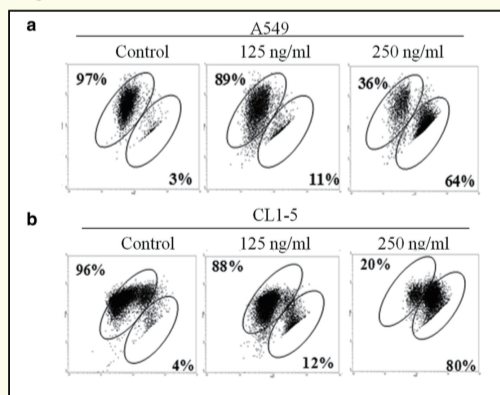 a
A549
Control 125 ng/ml 250 ng/ml
97% 89% 36%
3% 11% 64%
b
CL1-5
Control 125 ng/ml 250 ng/ml
96% 88% 20%
4% 12% 80%